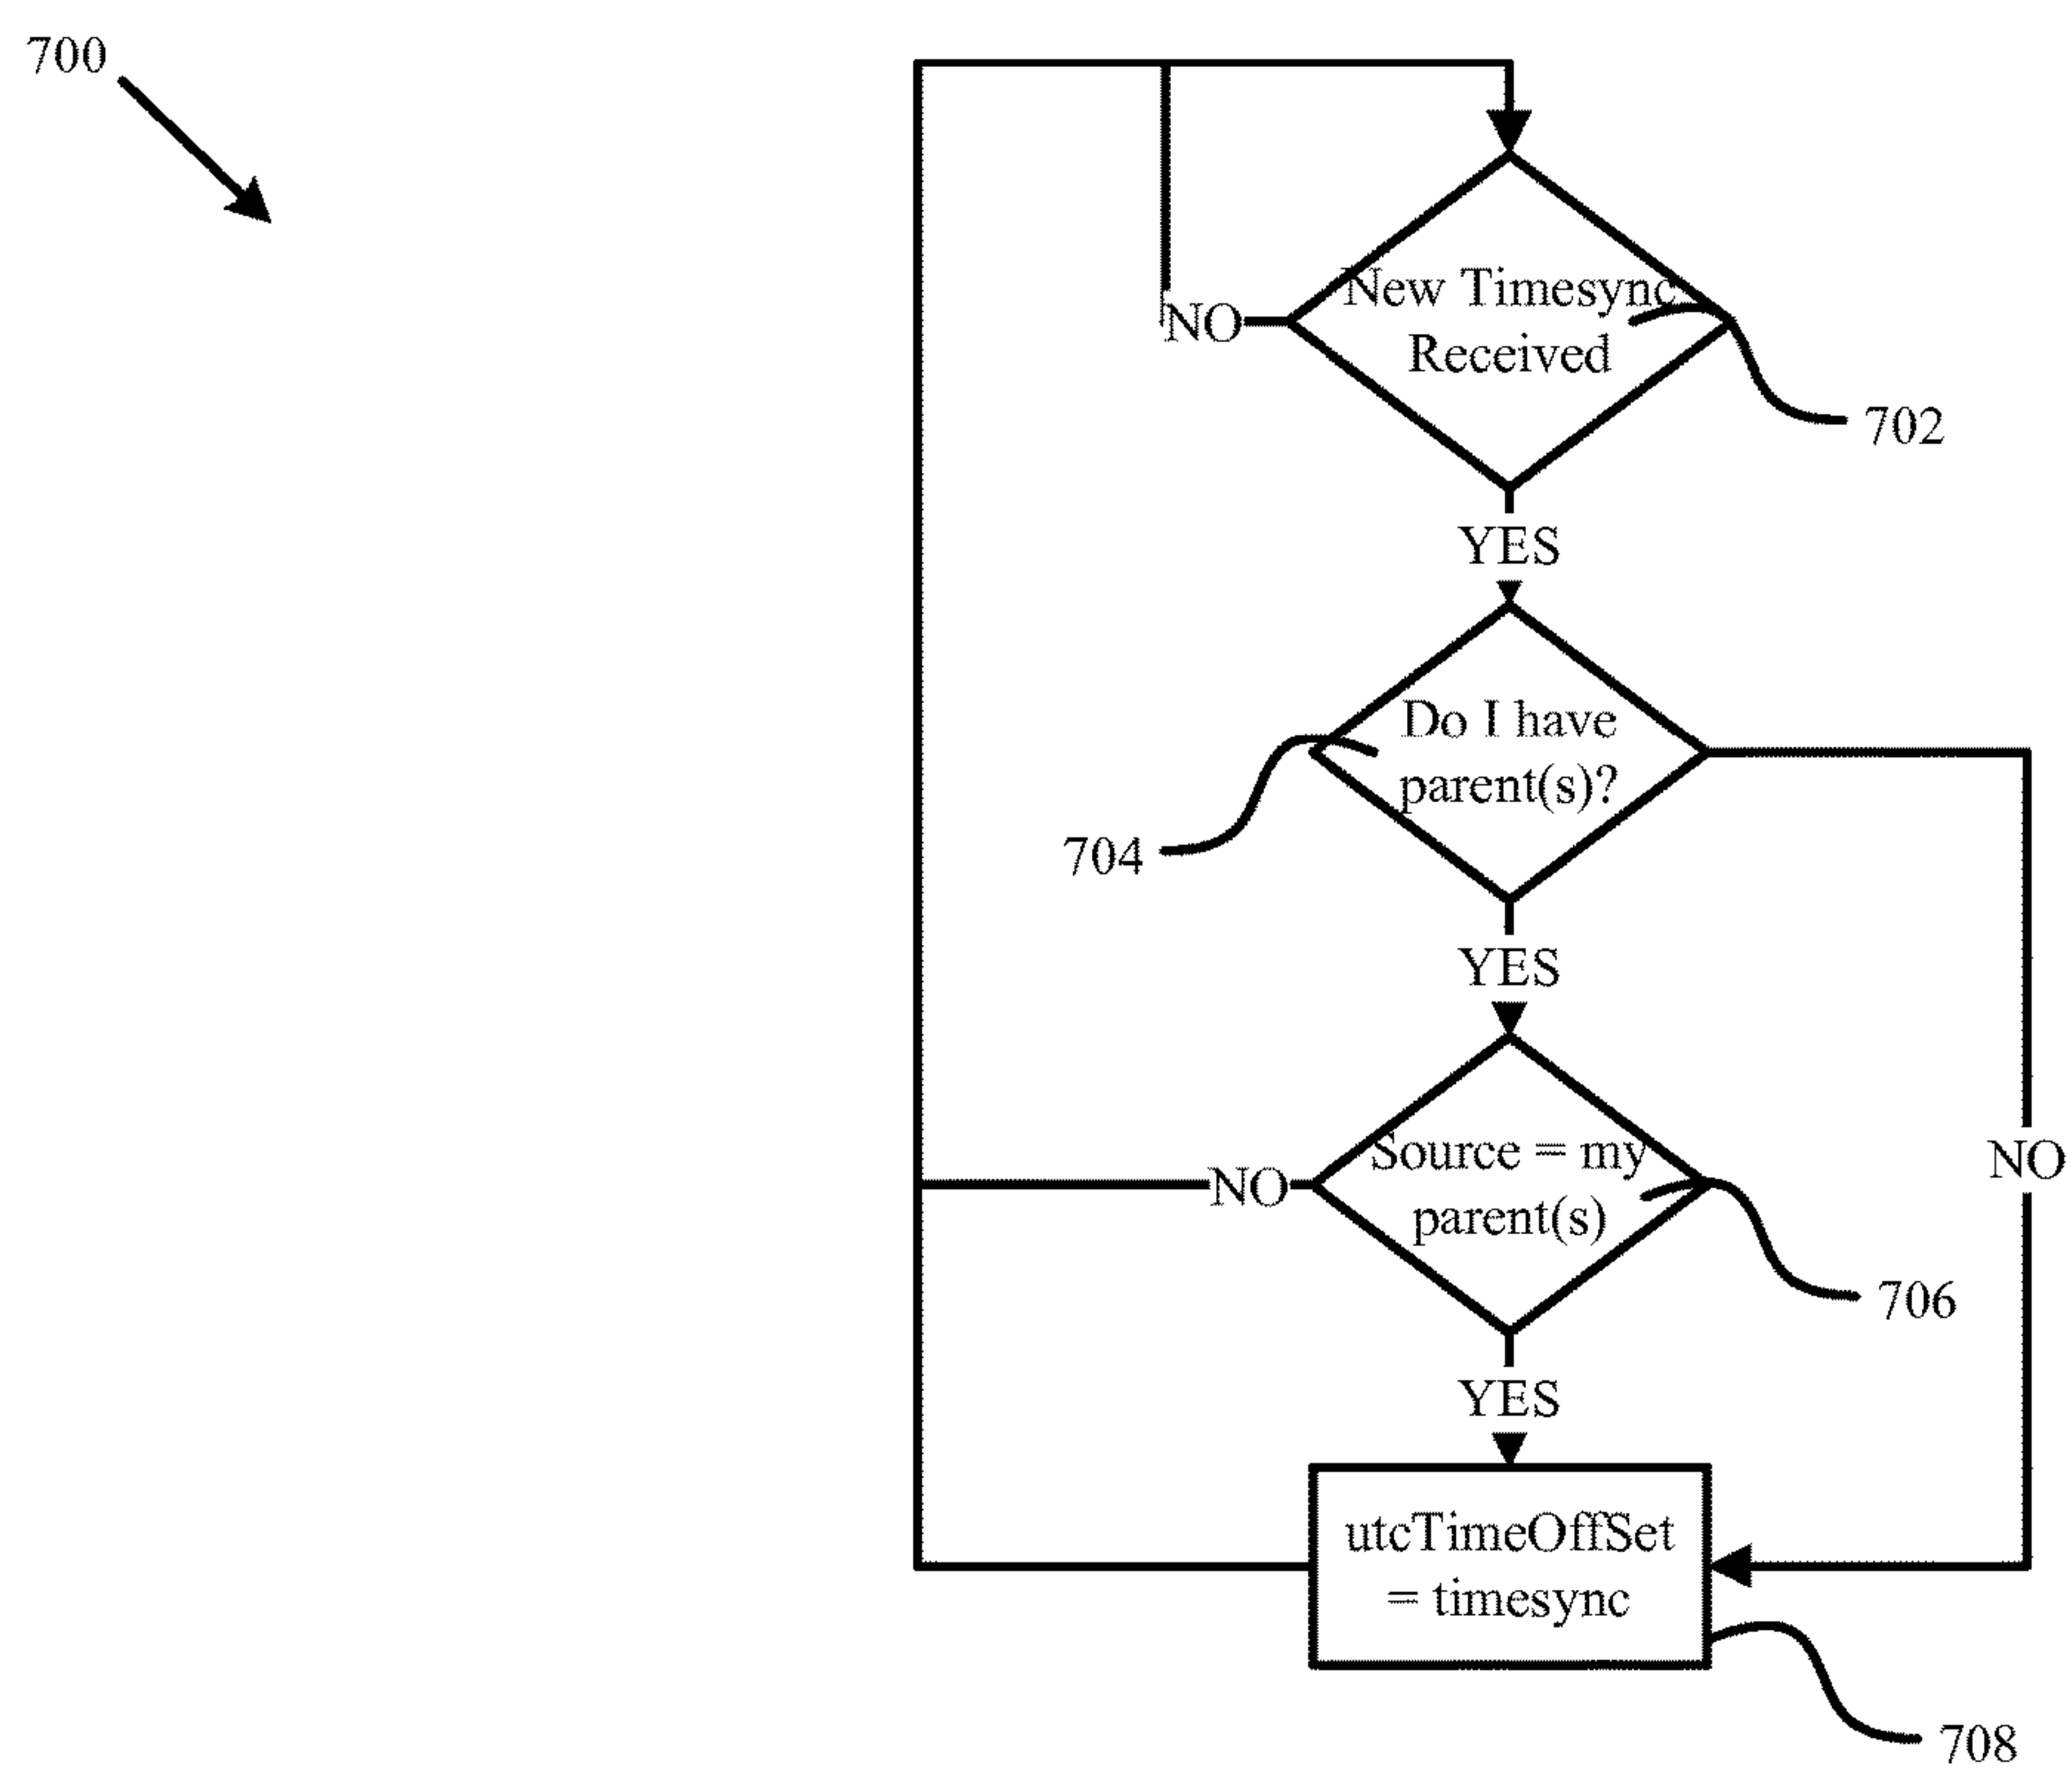 700
New Timesync
Received
NO
702
YES
Do I have
parent(s)?
704
YES
Source = my
parent(s)
NO
NO
706
YES
utcTimeOffSet
= timesync
708